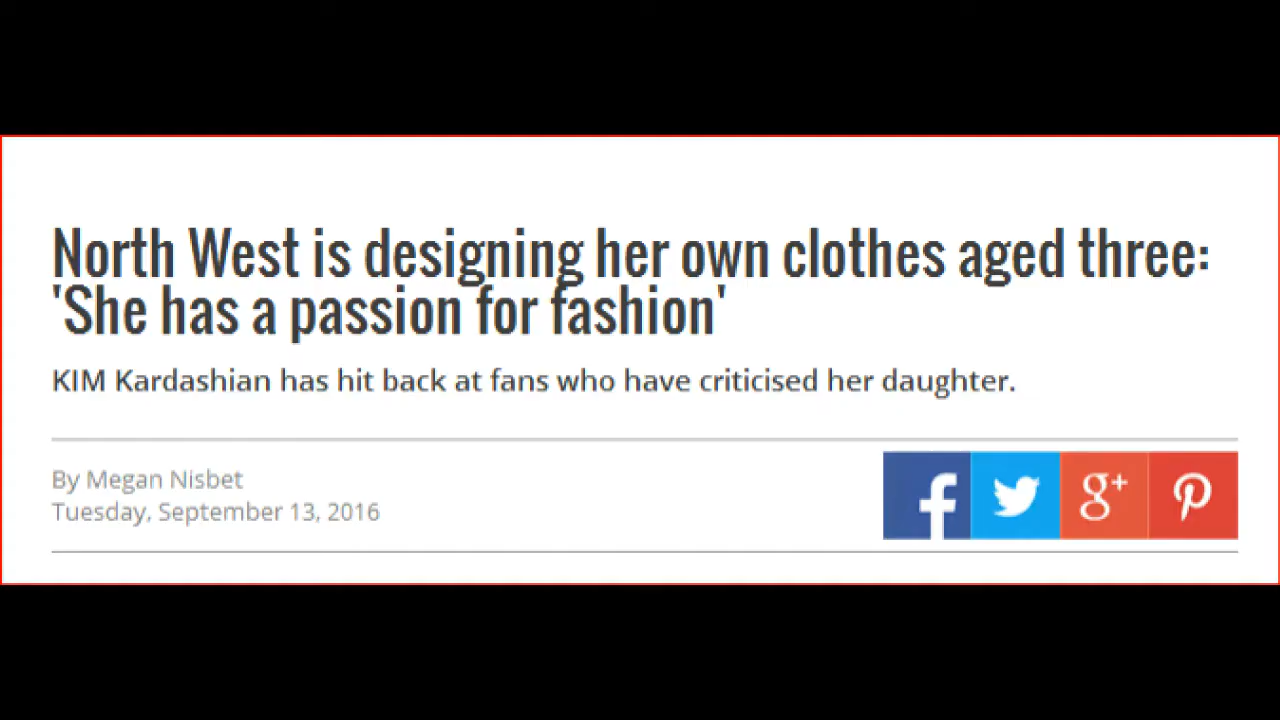 North West is designing her own clothes aged three:
'She has a passion for fashion'
KIM Kardashian has hit back at fans who have criticised her daughter.
By Megan Nisbet
Tuesday, September 13, 2016